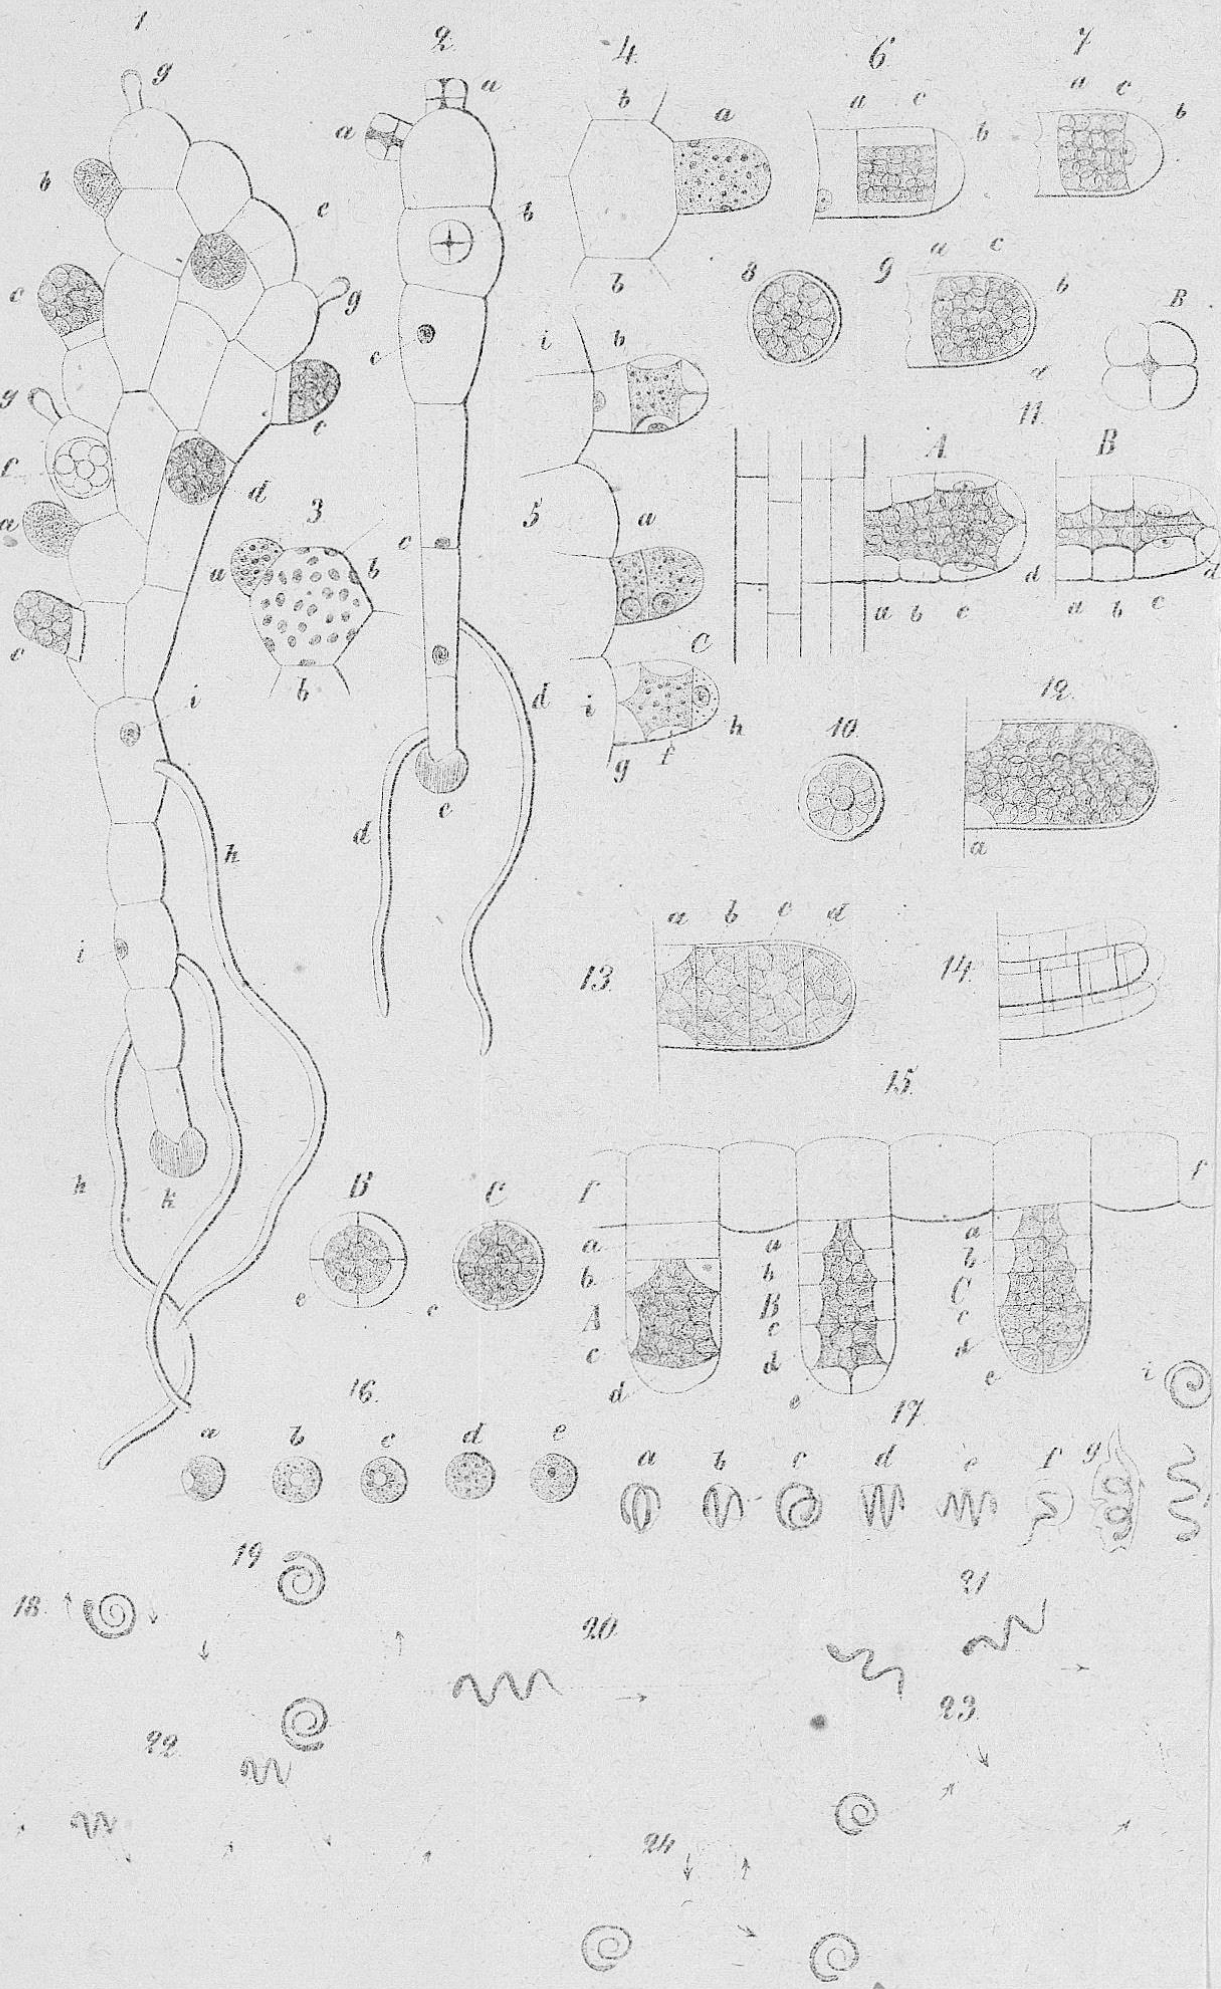 1 2 4 6 7
g a b a a c b a c b
a
b e b
b
8 9 a c b B
c g c i b
a
11.
g A B
c
f d 3 5 a
a c
a b d d
a b c a b c
c C
b d i h
i g f 10. 12.
e
d a
h
a b c d
i 13. 14.
15.
h k B C f f
a a a
b b b
e c A B C
c c c
d d d
e e i
16. 17.
a b c d e a b c d e f g
19
18. 21
20
23.
22
24